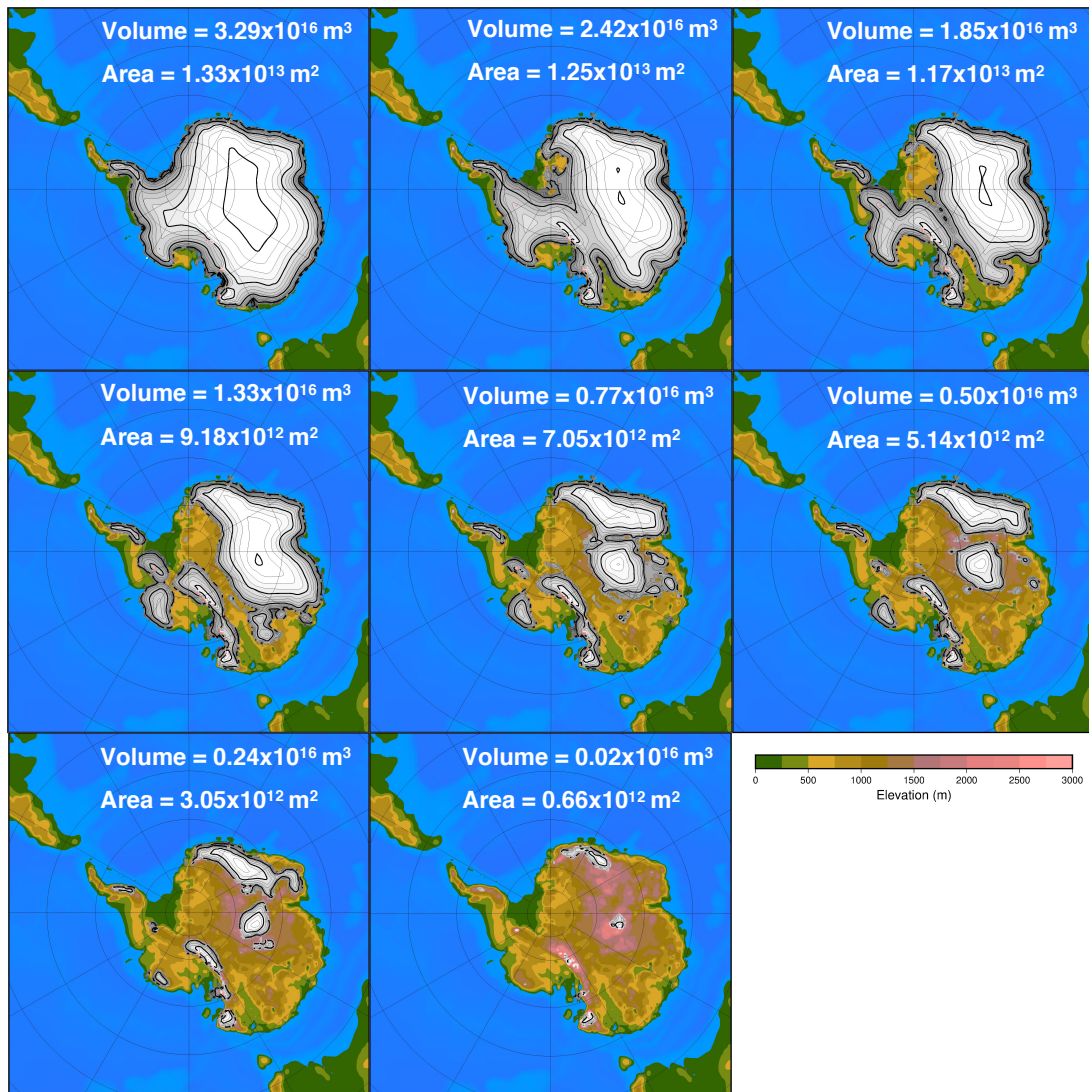 Volume = 3.29x10¹⁶ m³
Area = 1.33x10¹³ m²
Volume = 2.42x10¹⁶ m³
Area = 1.25x10¹³ m²
Volume = 1.85x10¹⁶ m³
Area = 1.17x10¹³ m²
Volume = 1.33x10¹⁶ m³
Area = 9.18x10¹² m²
Volume = 0.77x10¹⁶ m³
Area = 7.05x10¹² m²
Volume = 0.50x10¹⁶ m³
Area = 5.14x10¹² m²
Volume = 0.24x10¹⁶ m³
Area = 3.05x10¹² m²
Volume = 0.02x10¹⁶ m³
Area = 0.66x10¹² m²
0 500 1000 1500 2000 2500 3000
Elevation (m)